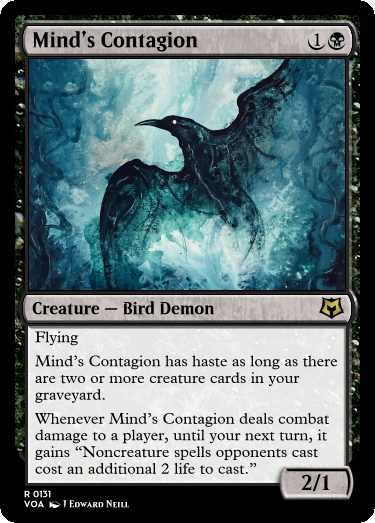 Mind's Contagion 1
Creature — Bird Demon
Flying
Mind's Contagion has haste as long as there
are two or more creature cards in your
graveyard.
Whenever Mind's Contagion deals combat
damage to a player, until your next turn, it
gains “Noncreature spells opponents cast
cost an additional 2 life to cast.”
2/1
R 0131
VOA J Edward Neill